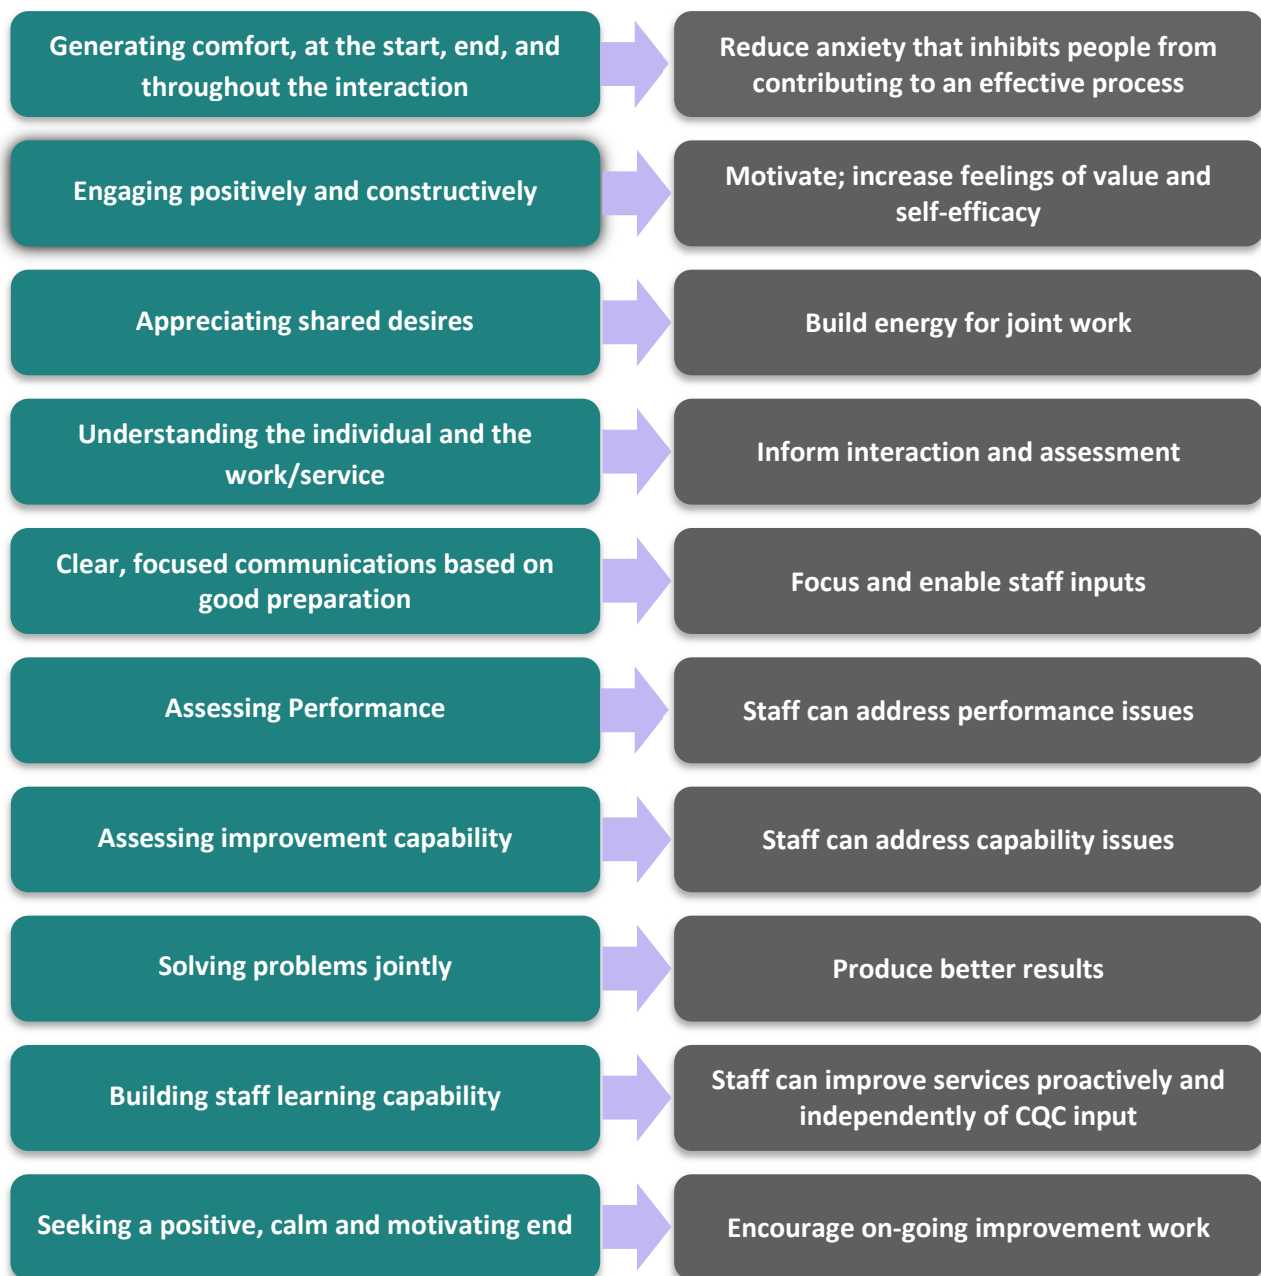 Generating comfort, at the start, end, and
throughout the interaction
Reduce anxiety that inhibits people from
contributing to an effective process
Engaging positively and constructively
Motivate; increase feelings of value and
self-efficacy
Appreciating shared desires
Build energy for joint work
Understanding the individual and the
work/service
Inform interaction and assessment
Clear, focused communications based on
good preparation
Focus and enable staff inputs
Assessing Performance
Staff can address performance issues
Assessing improvement capability
Staff can address capability issues
Solving problems jointly
Produce better results
Building staff learning capability
Staff can improve services proactively and
independently of CQC input
Seeking a positive, calm and motivating end
Encourage on-going improvement work